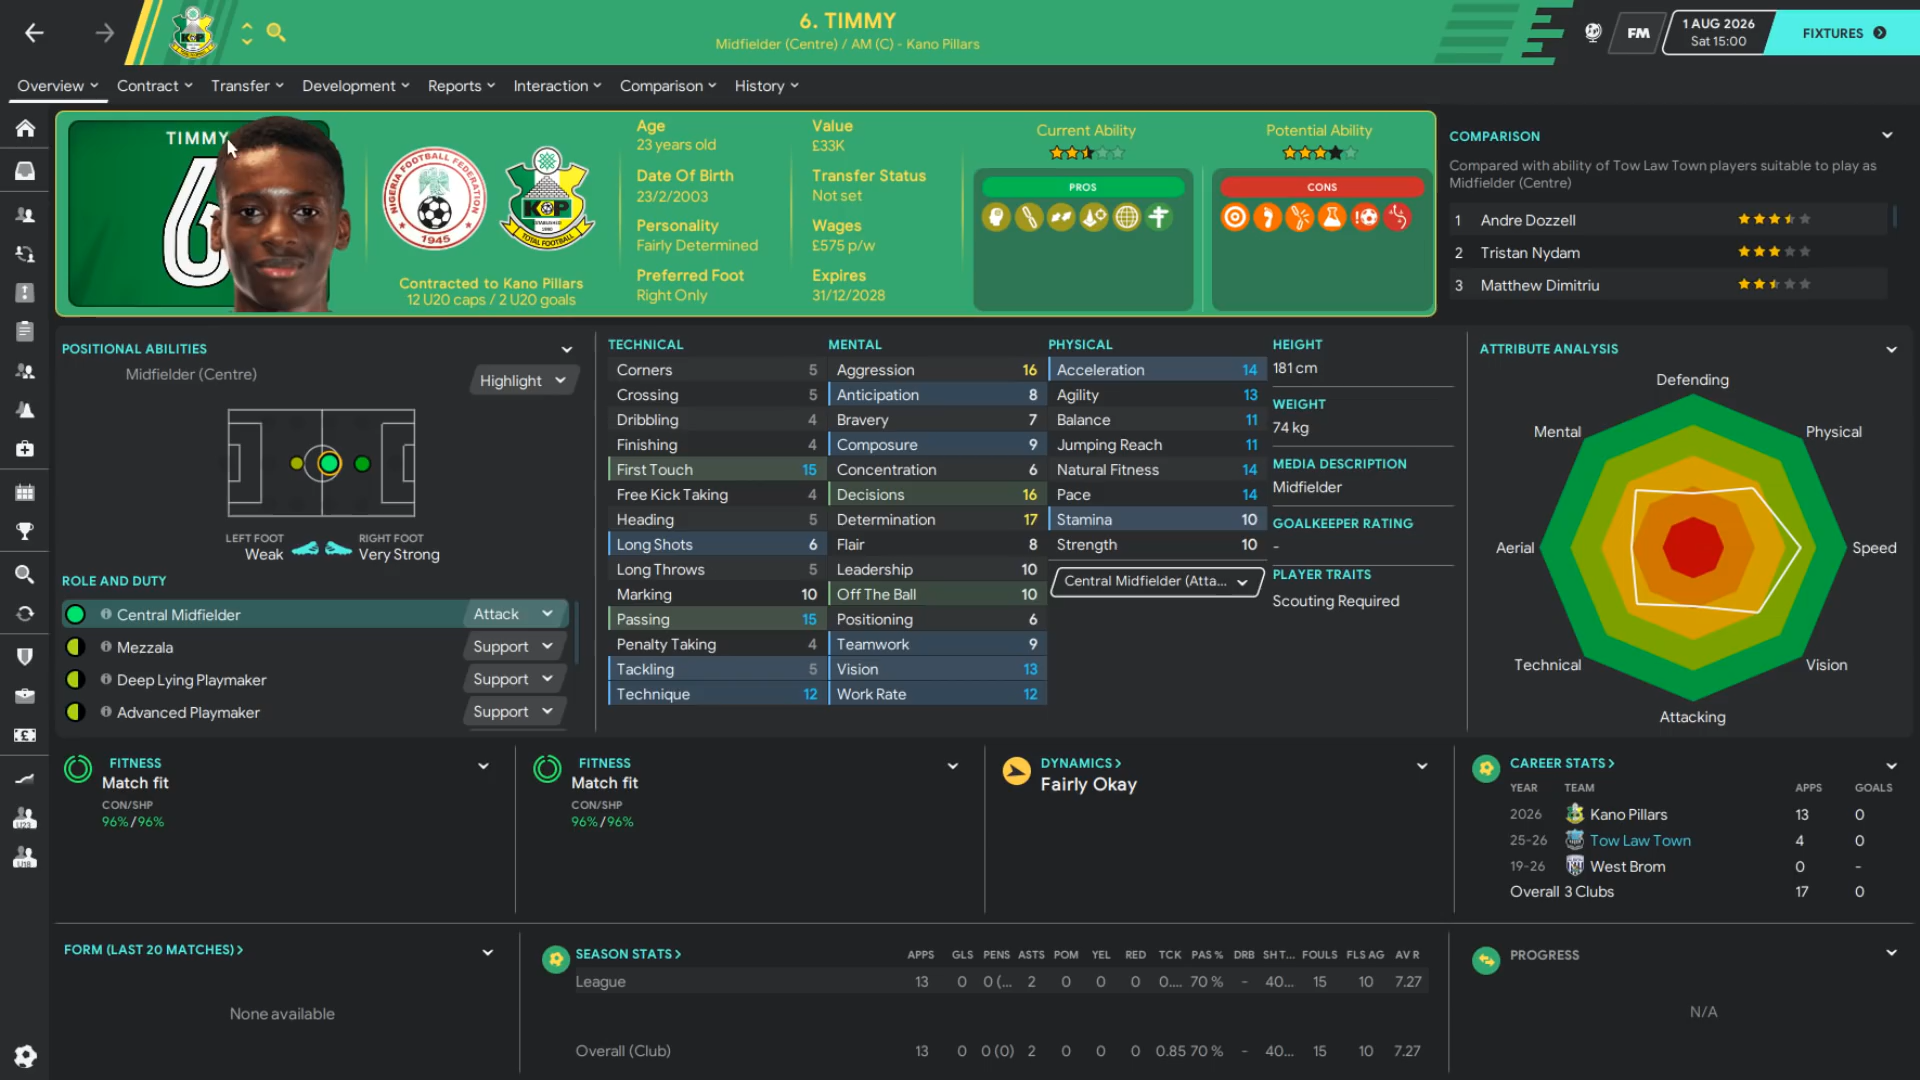 6. TIMMY
Midfielder (Centre) / AM (C) - Kano Pillars
FM
1 AUG 2026
Sat 15:00
FIXTURES
Overview
Contract
Transfer
Development
Reports
Interaction
Comparison
History
TIMMY
6
NIGERIA FOOTBALL FEDERATION
1945
TOTAL FOOTBALL
Contracted to Kano Pillars
12 U20 caps / 2 U20 goals
Age
23 years old
Date Of Birth
23/2/2003
Personality
Fairly Determined
Preferred Foot
Right Only
Value
£33K
Transfer Status
Not set
Wages
£575 p/w
Expires
31/12/2028
Current Ability
PROS
Potential Ability
CONS
COMPARISON
Compared with ability of Tow Law Town players suitable to play as
Midfielder (Centre)
1 Andre Dozzell
2 Tristan Nydam
3 Matthew Dimitriu
POSITIONAL ABILITIES
Midfielder (Centre)
Highlight
LEFT FOOT
Weak
RIGHT FOOT
Very Strong
ROLE AND DUTY
Central Midfielder Attack
Mezzala Support
Deep Lying Playmaker Support
Advanced Playmaker Support
TECHNICAL
Corners 5
Crossing 5
Dribbling 4
Finishing 4
First Touch 15
Free Kick Taking 4
Heading 5
Long Shots 6
Long Throws 5
Marking 10
Passing 15
Penalty Taking 4
Tackling 5
Technique 12
MENTAL
Aggression 16
Anticipation 8
Bravery 7
Composure 9
Concentration 6
Decisions 16
Determination 17
Flair 8
Leadership 10
Off The Ball 10
Positioning 6
Teamwork 9
Vision 13
Work Rate 12
PHYSICAL
Acceleration 14
Agility 13
Balance 11
Jumping Reach 11
Natural Fitness 14
Pace 14
Stamina 10
Strength 10
Central Midfielder (Atta...
HEIGHT
181 cm
WEIGHT
74 kg
MEDIA DESCRIPTION
Midfielder
GOALKEEPER RATING
-
PLAYER TRAITS
Scouting Required
ATTRIBUTE ANALYSIS
Defending
Mental
Physical
Aerial
Speed
Technical
Vision
Attacking
FITNESS
Match fit
CON/SHP
96%/96%
FITNESS
Match fit
CON/SHP
96%/96%
DYNAMICS>
Fairly Okay
CAREER STATS>
YEAR TEAM APPS GOALS
2026 Kano Pillars 13 0
25-26 Tow Law Town 4 0
19-26 West Brom 0 -
Overall 3 Clubs 17 0
FORM (LAST 20 MATCHES)>
None available
SEASON STATS>
APPS GLS PENS ASTS POM YEL RED TCK PAS % DRB SH T... FOULS FLS AG AV R
League 13 0 0 (... 2 0 0 0 0.... 70 % - 40... 15 10 7.27
Overall (Club) 13 0 0 (0) 2 0 0 0 0.85 70 % - 40... 15 10 7.27
PROGRESS
N/A
U23
U18